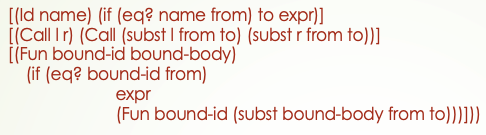 [(Id name) (if (eq? name from) to expr)]
[(Call l r) (Call (subst l from to) (subst r from to))]
[(Fun bound-id bound-body)
(if (eq? bound-id from)
expr
(Fun bound-id (subst bound-body from to)))]))